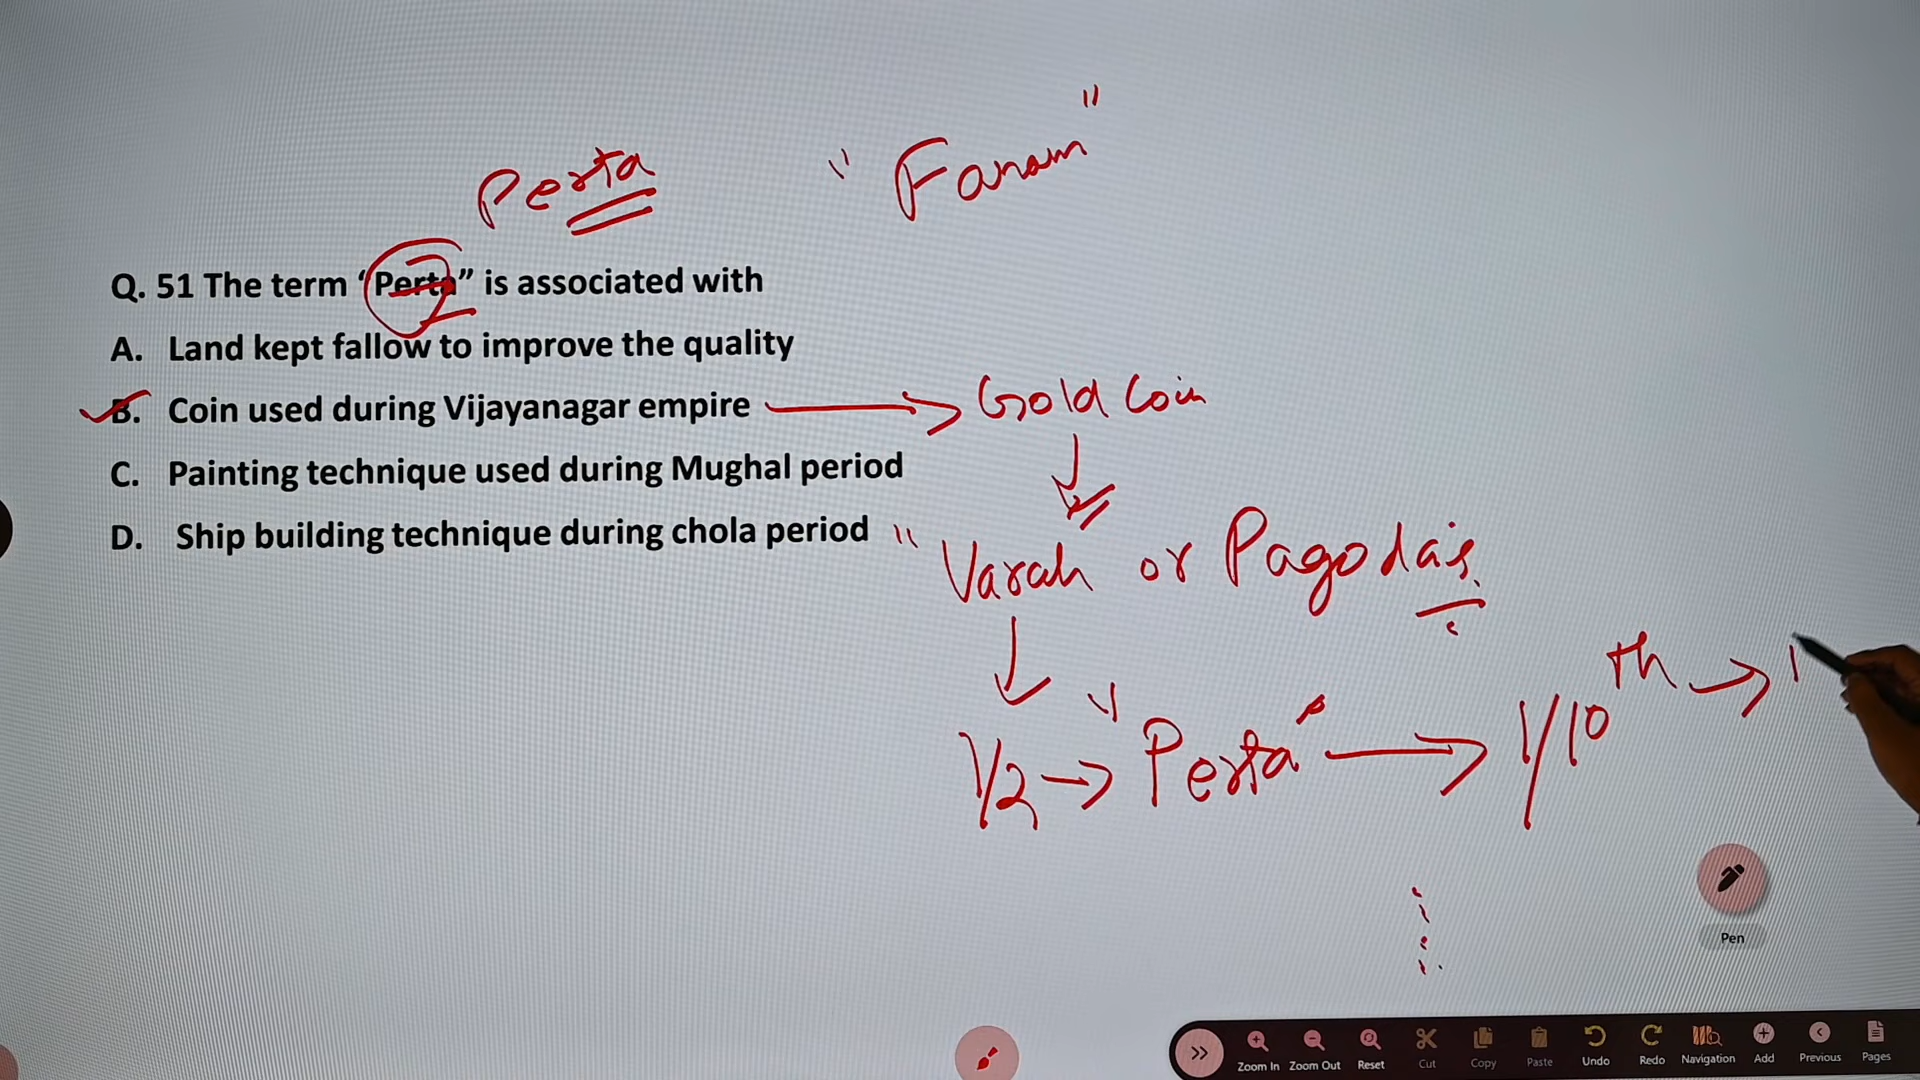 Perta " Fanam "
Q. 51 The term “Perta” is associated with
A. Land kept fallow to improve the quality
B. Coin used during Vijayanagar empire → Gold Coin
C. Painting technique used during Mughal period
D. Ship building technique during chola period
" Varah or Pagodas
1/2 → "Perta" → 1/10 th →
Pen
Zoom In Zoom Out Reset Cut Copy Paste Undo Redo Navigation Add Previous Pages